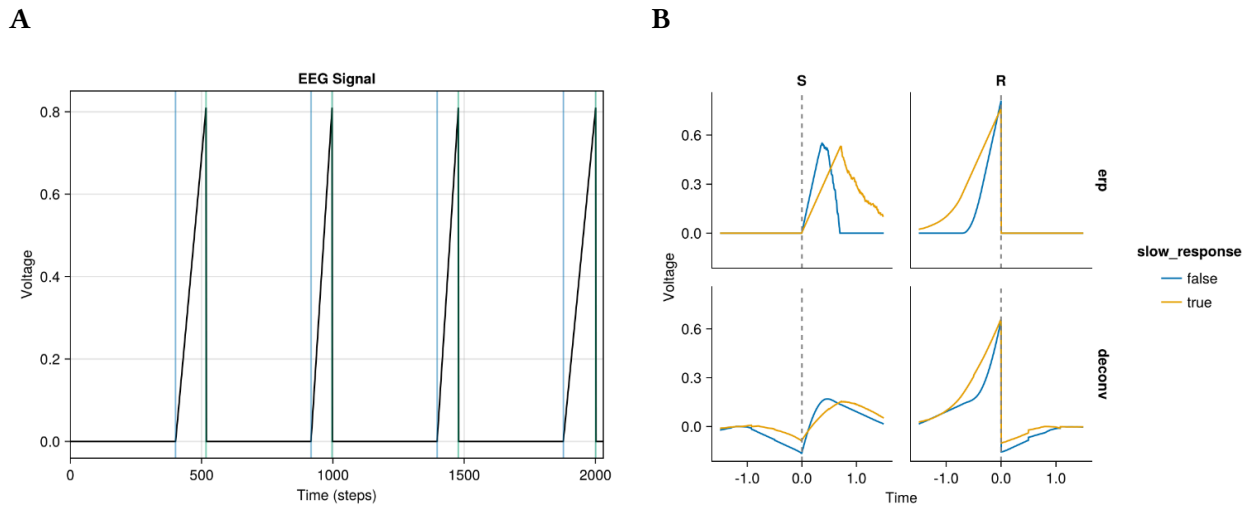 A
B
EEG Signal
0.8
0.6
0.4
0.2
0.0
Voltage
0 500 1000 1500 2000
Time (steps)
S R
0.6
0.3
0.0
erp
Voltage
0.6
0.3
0.0
deconv
-1.0 0.0 1.0 -1.0 0.0 1.0
Time
slow_response
false
true